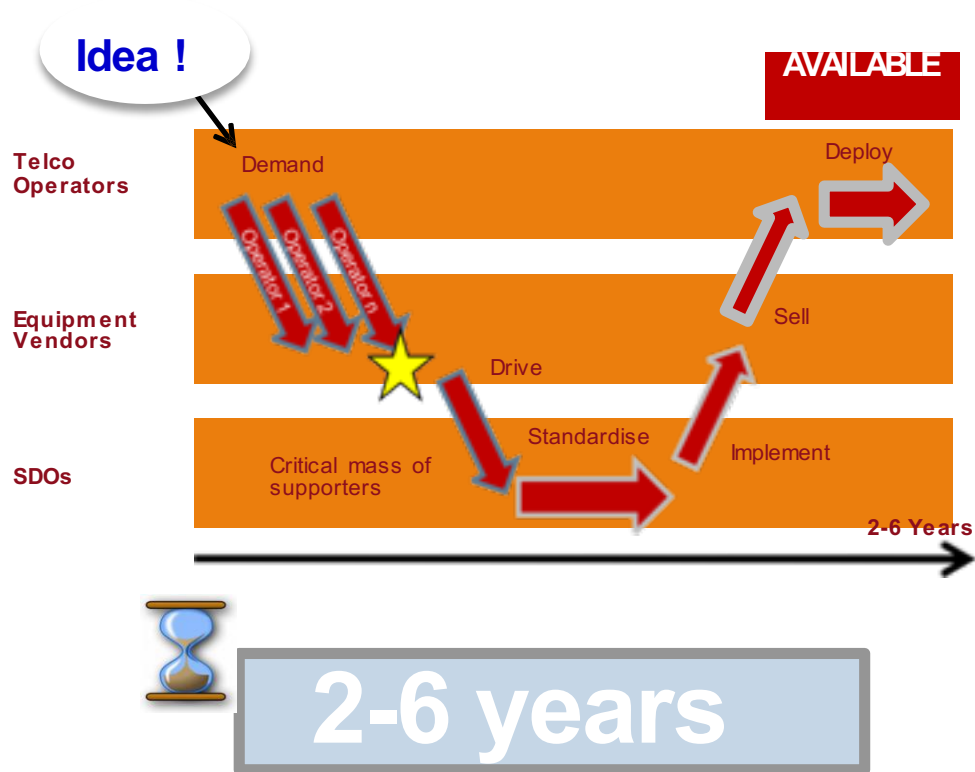 Idea !
AVAILABLE
Telco
Operators
Demand
Deploy
Operator 1
Operator 2
Operator n
Equipment
Vendors
Sell
Drive
SDOs
Critical mass of
supporters
Standardise
Implement
2-6 Years
2-6 years